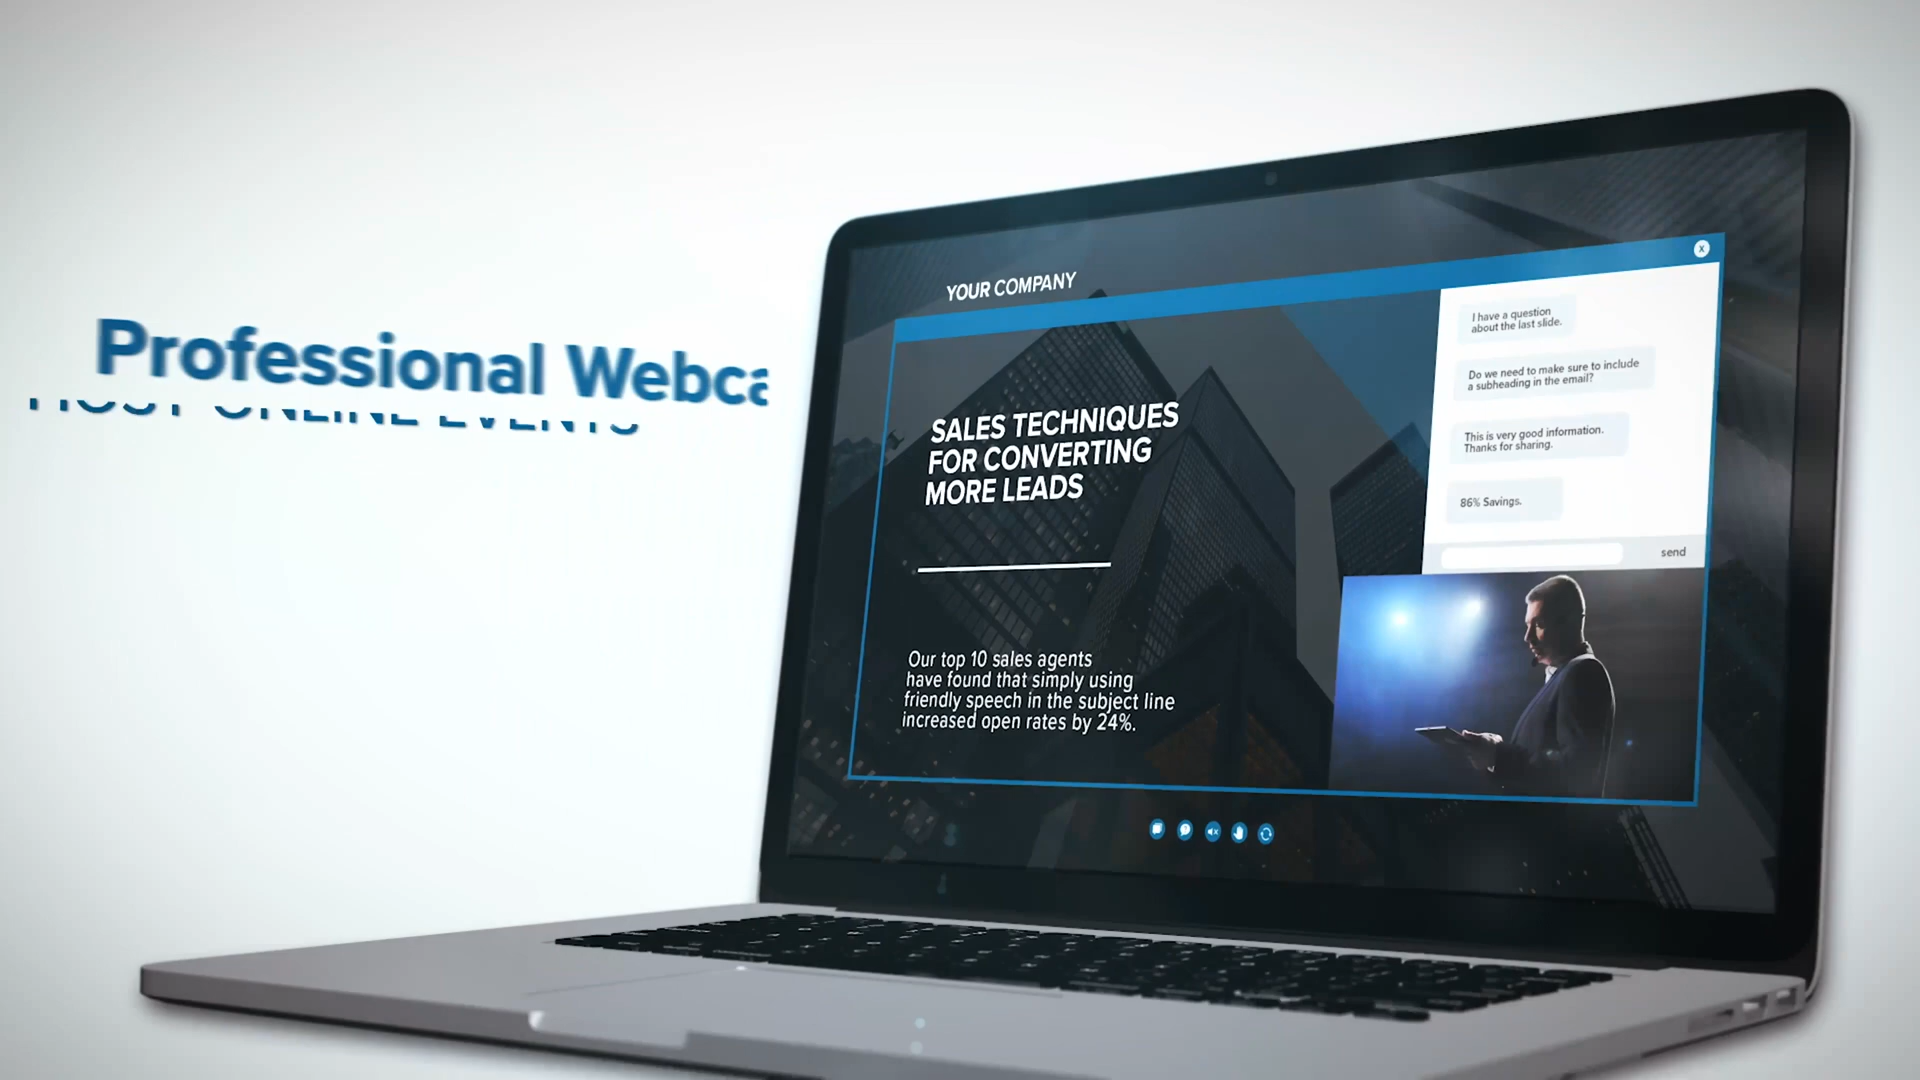 Professional Webca
HOST ONLINE EVENTS
YOUR COMPANY
X
SALES TECHNIQUES
FOR CONVERTING
MORE LEADS
Our top 10 sales agents
have found that simply using
friendly speech in the subject line
increased open rates by 24%.
I have a question
about the last slide.
Do we need to make sure to include
a subheading in the email?
This is very good information.
Thanks for sharing.
86% Savings.
send